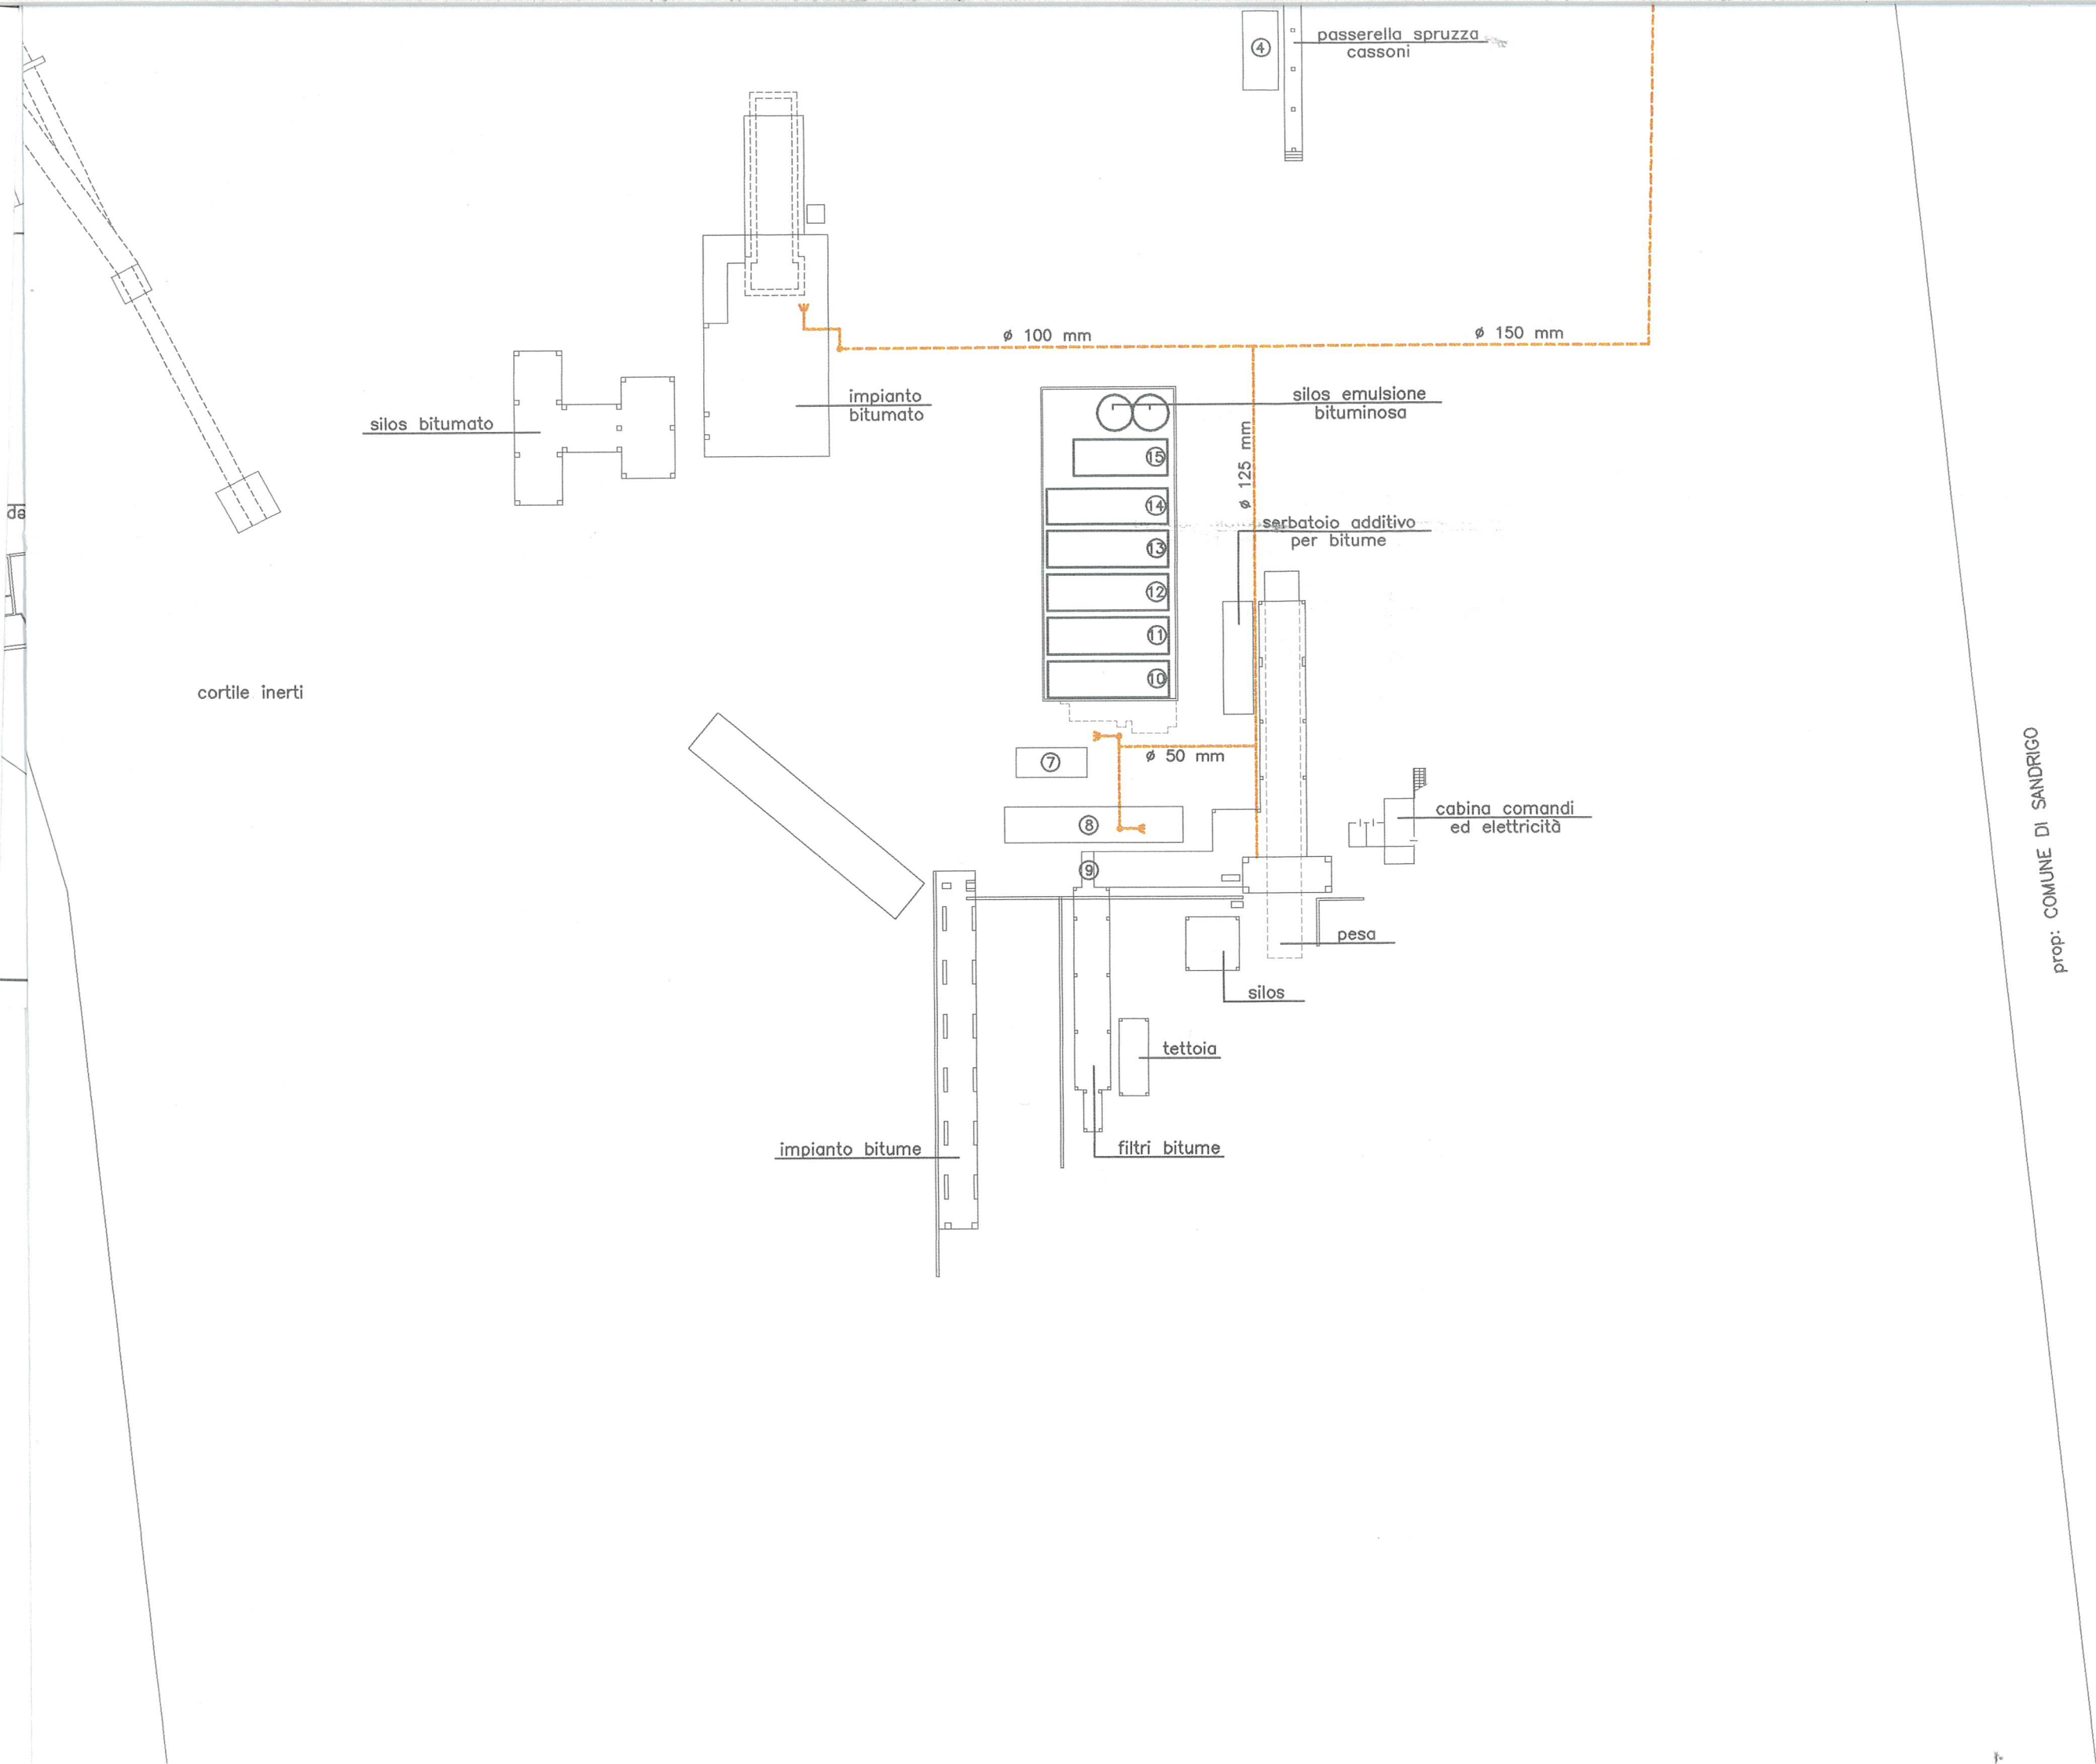 ④
passerella spruzza
cassoni
ø 100 mm
ø 150 mm
impianto
bitumato
silos emulsione
bituminosa
silos bitumato
ø 125 mm
⑮
⑭
da
serbatoio additivo
per bitume
⑬
⑫
⑪
⑩
cortile inerti
ø 50 mm
⑦
prop: COMUNE DI SANDRIGO
cabina comandi
ed elettricità
⑧
⑨
pesa
silos
tettoia
impianto bitume
filtri bitume